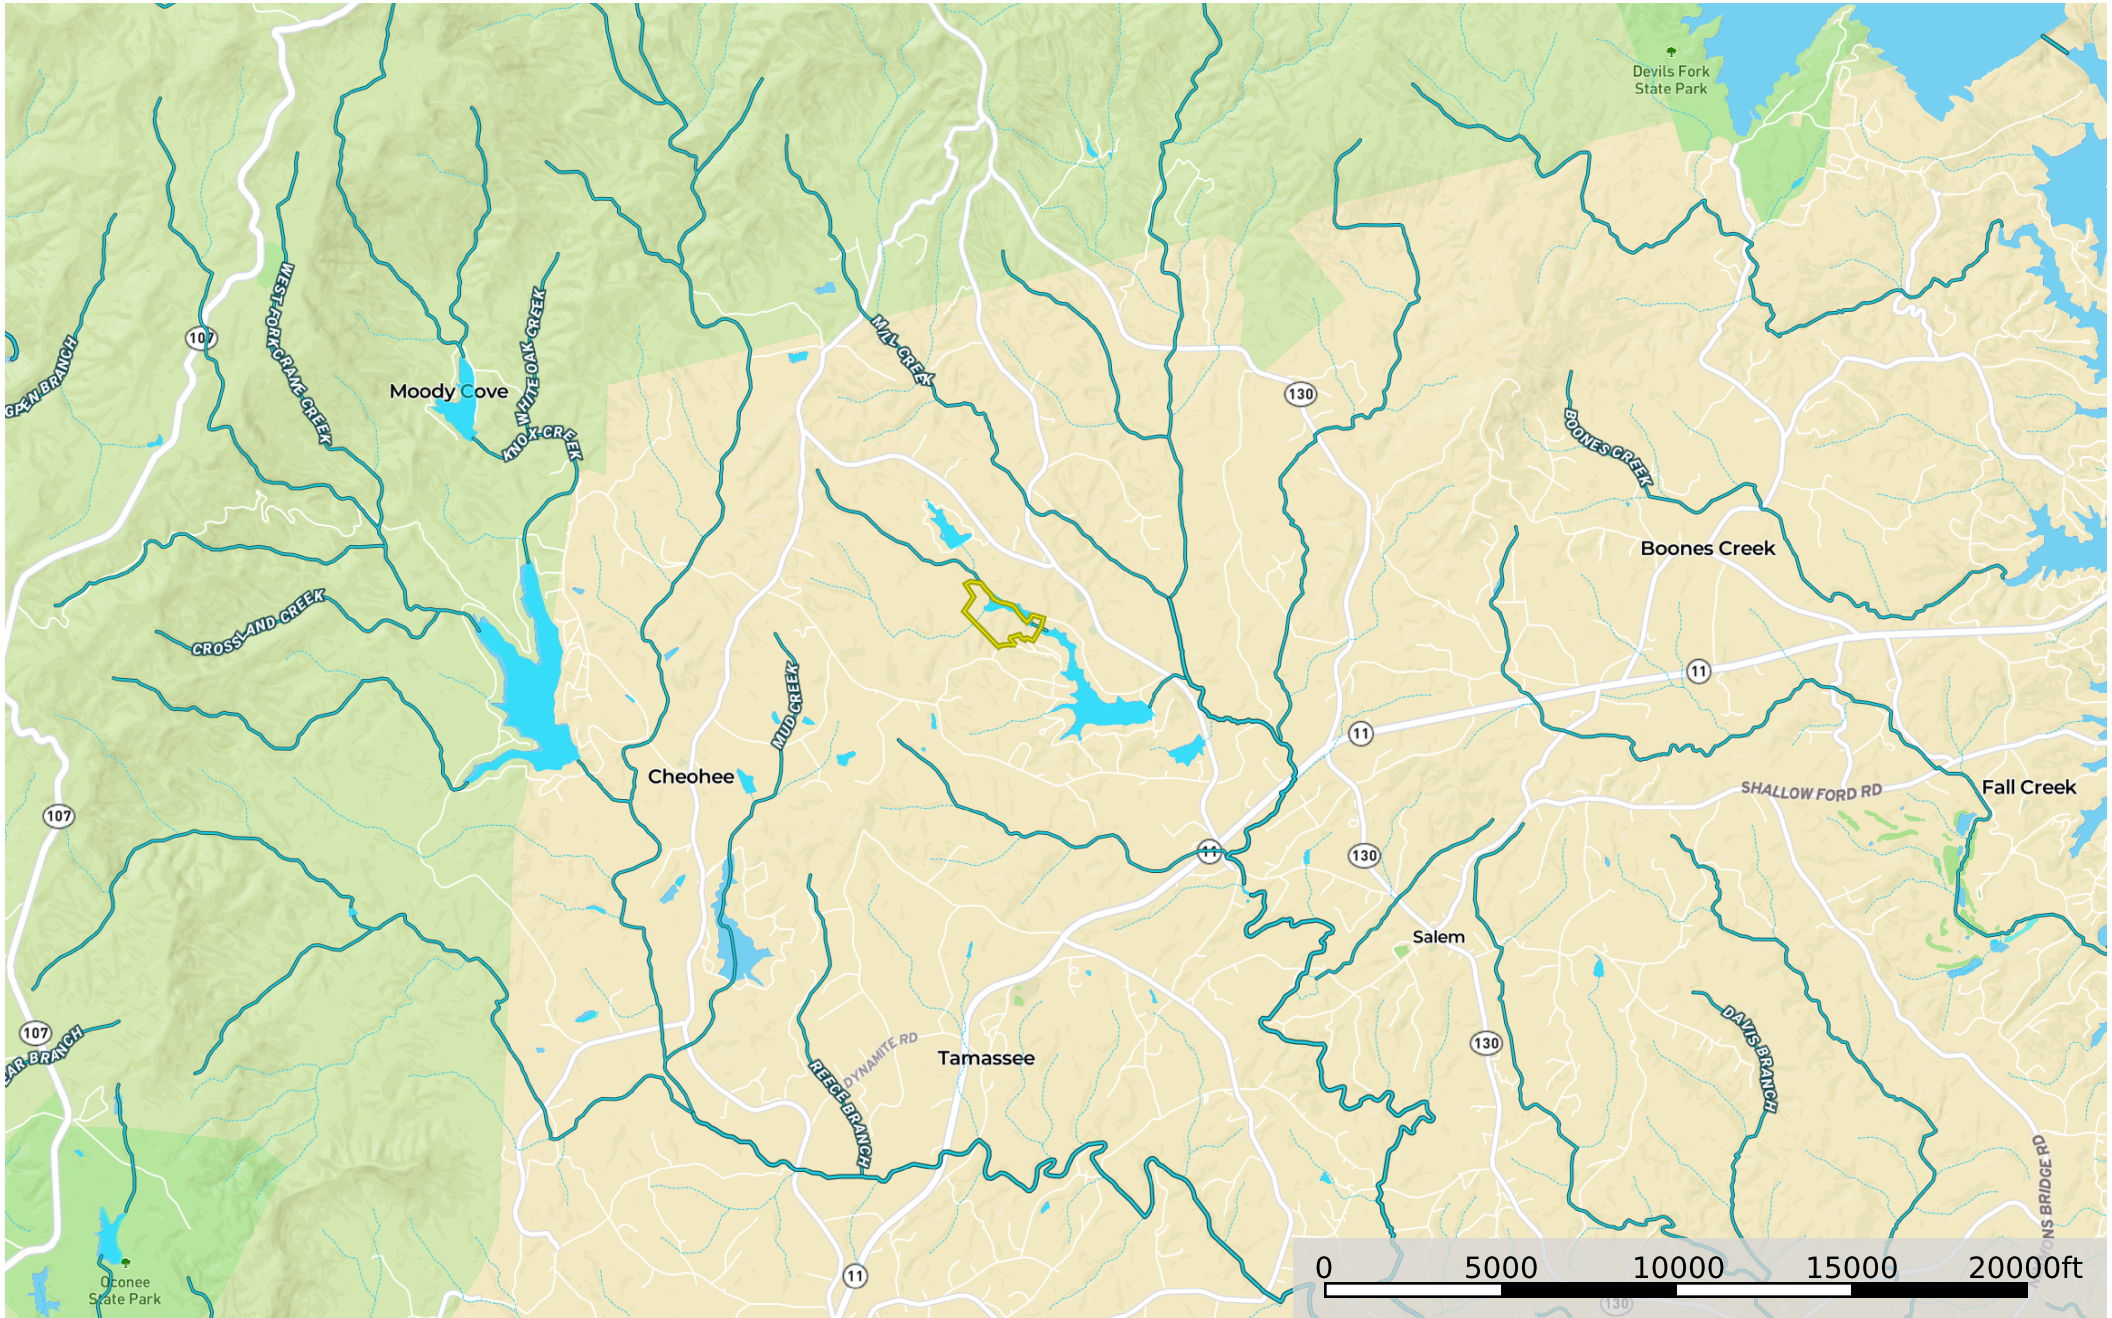 Devils Fork
State Park
WEST FORK CRANE CREEK
WHITE OAK CREEK
107
MILL CREEK
GREN BRANCH
Moody Cove
130
KNOX CREEK
BOONES CREEK
Boones Creek
CROSSLAND CREEK
11
MUD CREEK
11
Cheohee
SHALLOW FORD RD
Fall Creek
107
11
130
Salem
107
130
DAVIS BRANCH
DYNAMITE RD
Tamassee
REECE BRANCH
11
Oconee
State Park
0 5000 10000 15000 20000ft
130